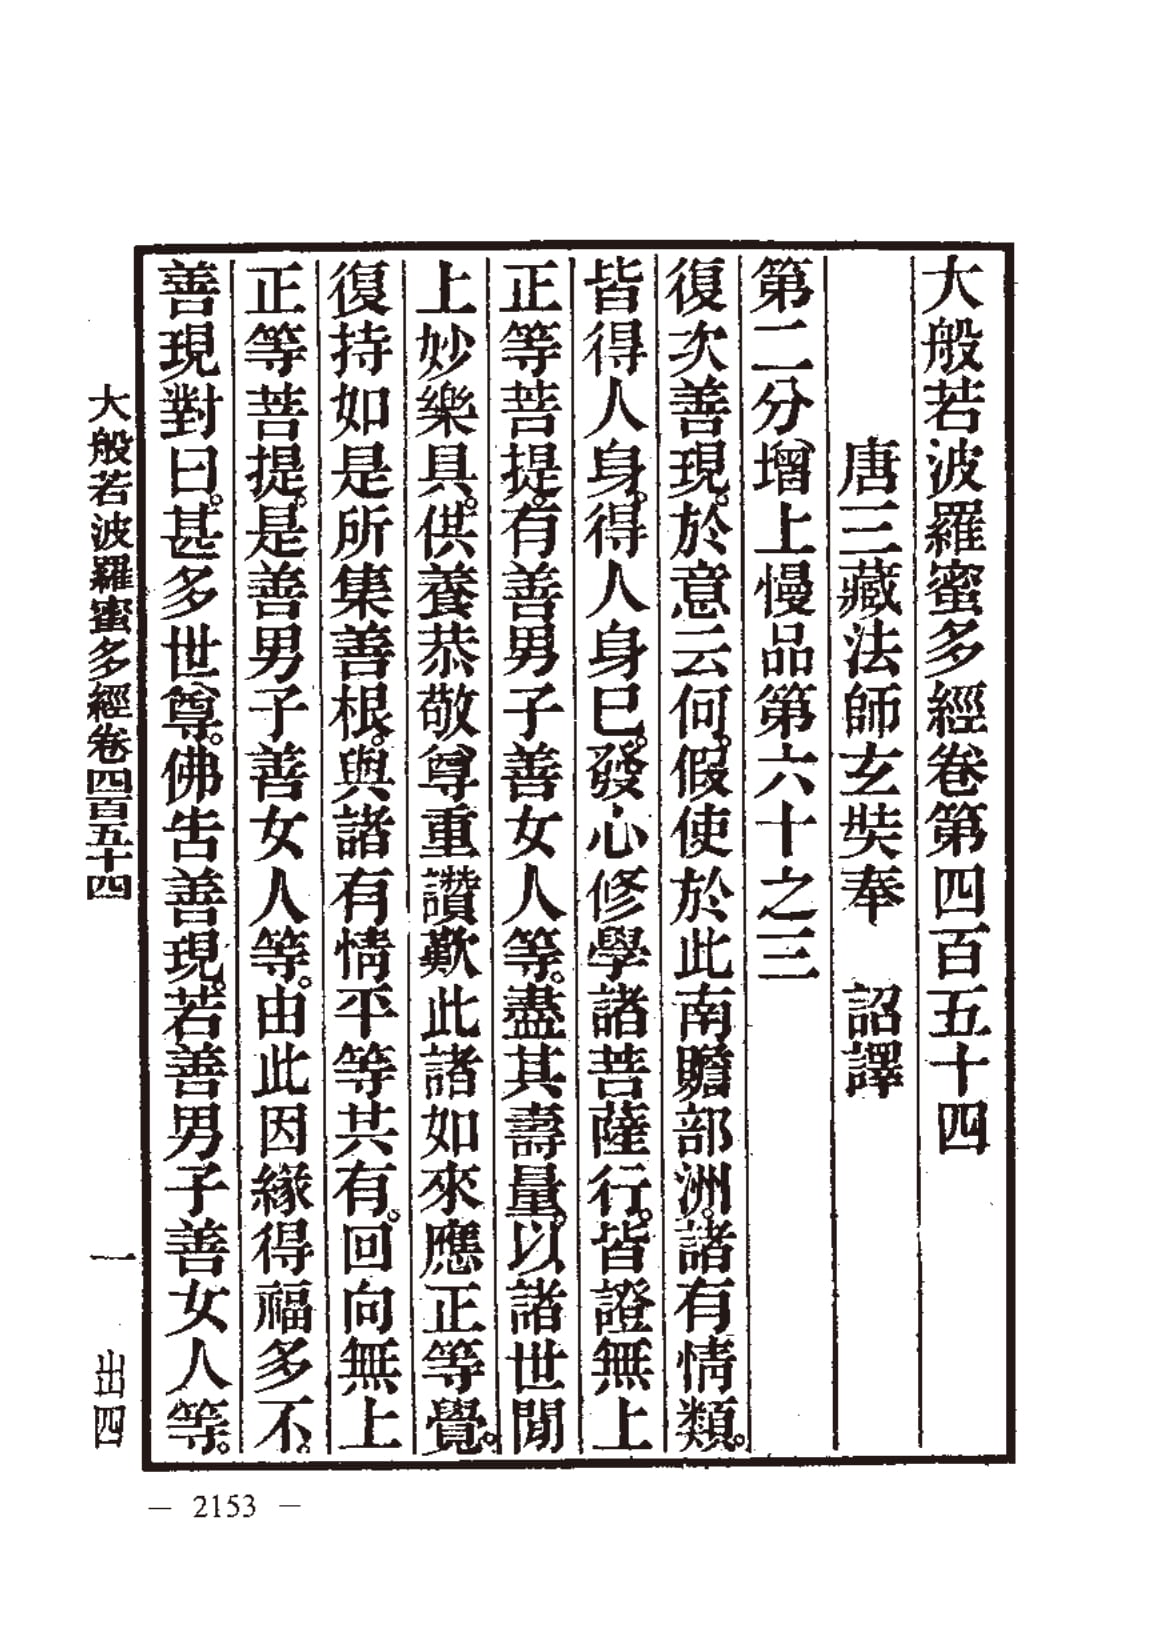 大般若波羅蜜多經卷第四百五十四
唐三藏法師玄奘奉　詔譯
第二分增上慢品第六十之三
復次善現。於意云何。假使於此南贍部洲。諸有情類。
皆得人身。得人身已。發心修學諸菩薩行。皆證無上
正等菩提。有善男子善女人等。盡其壽量。以諸世間
上妙樂具。供養恭敬、尊重讚歎此諸如來應正等覺。
復持如是所集善根。與諸有情平等共有。回向無上
正等菩提。是善男子善女人等。由此因緣得福多不。
善現對曰。甚多世尊。佛告善現。若善男子善女人等。
大般若波羅蜜多經卷四百五十四　一　出四
— 2153 —